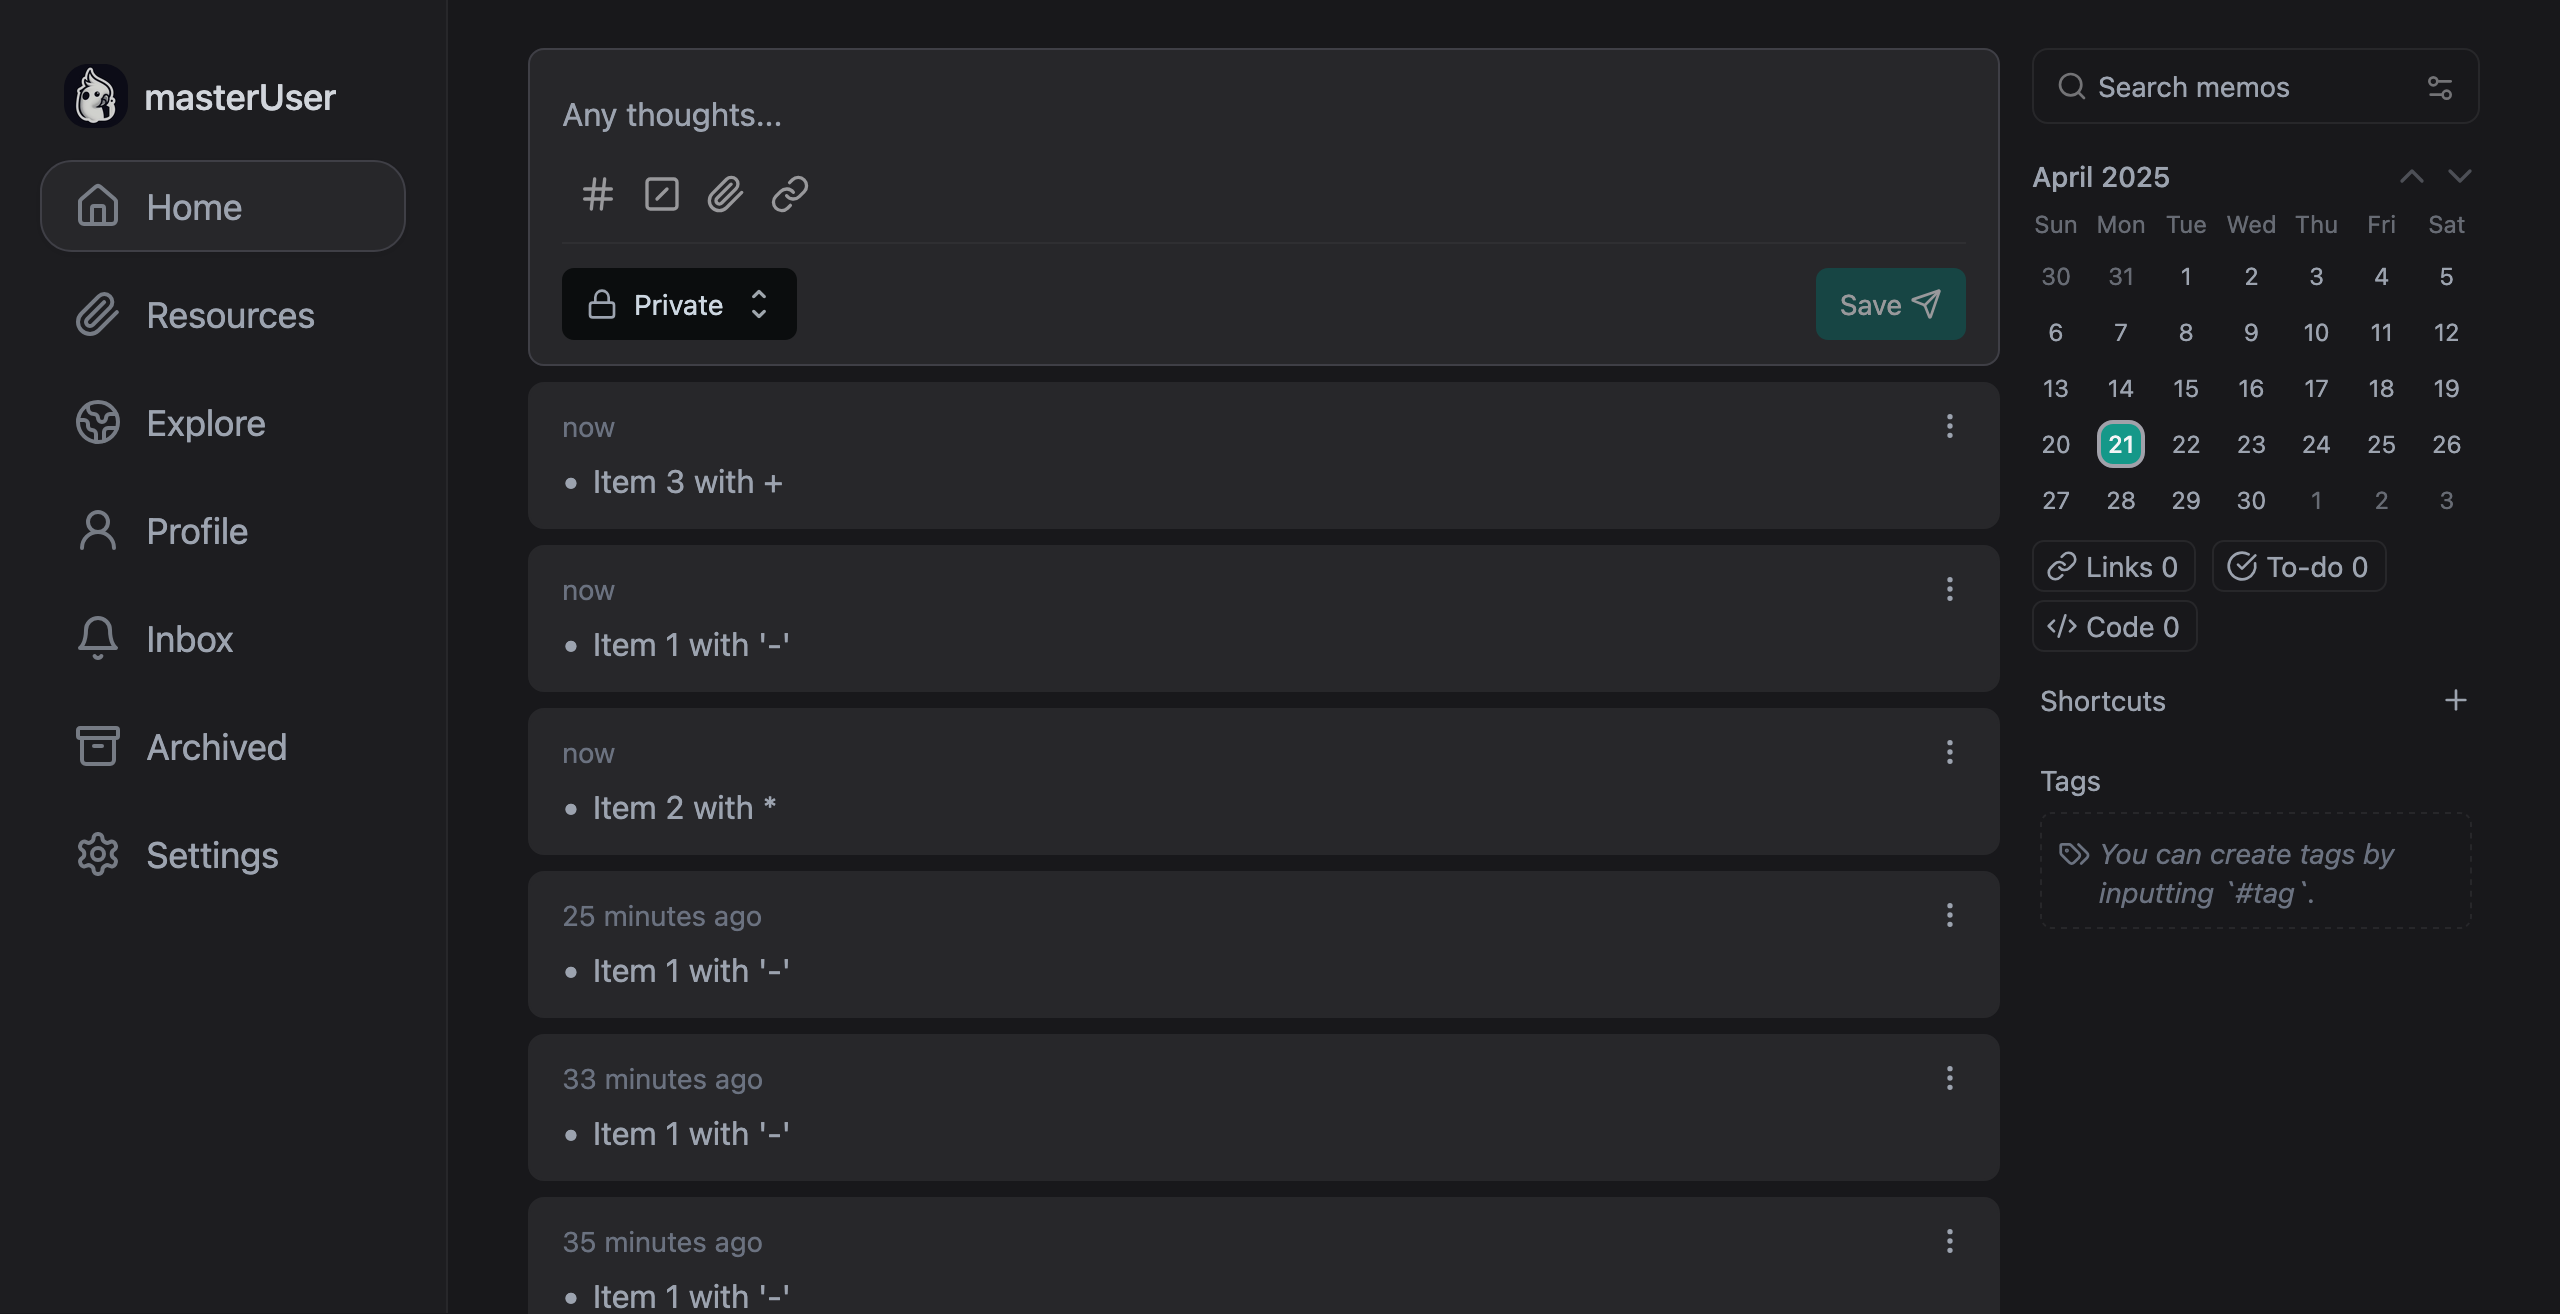 masterUser
Home
Resources
Explore
Profile
Inbox
Archived
Settings
Any thoughts...
Private
Save
now
• Item 3 with +
now
• Item 1 with '-'
now
• Item 2 with *
25 minutes ago
• Item 1 with '-'
33 minutes ago
• Item 1 with '-'
35 minutes ago
• Item 1 with '-'
Search memos
April 2025
Sun Mon Tue Wed Thu Fri Sat
30 31 1 2 3 4 5
6 7 8 9 10 11 12
13 14 15 16 17 18 19
20 21 22 23 24 25 26
27 28 29 30 1 2 3
Links 0 To-do 0
Code 0
Shortcuts
Tags
You can create tags by
inputting `#tag`.